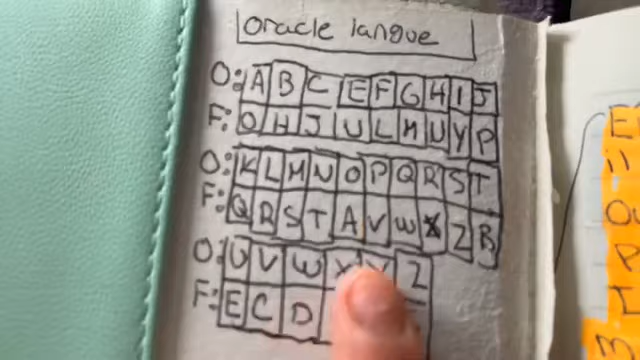 oracle langue
O: A B C E F G H I J
F: O H J U L M U Y P
O: K L M N O P Q R S T
F: Q R S T A V W X Z B
O: U V W X Y Z
F: E C D